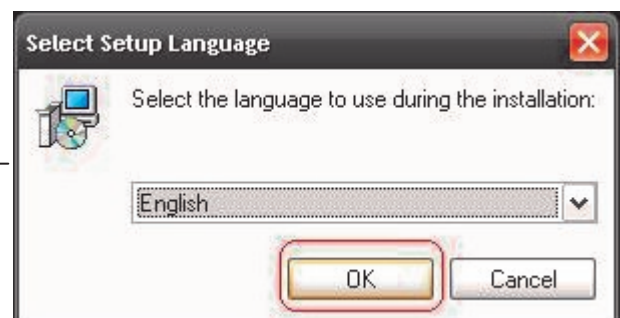 Select Setup Language
Select the language to use during the installation:
English
OK
Cancel